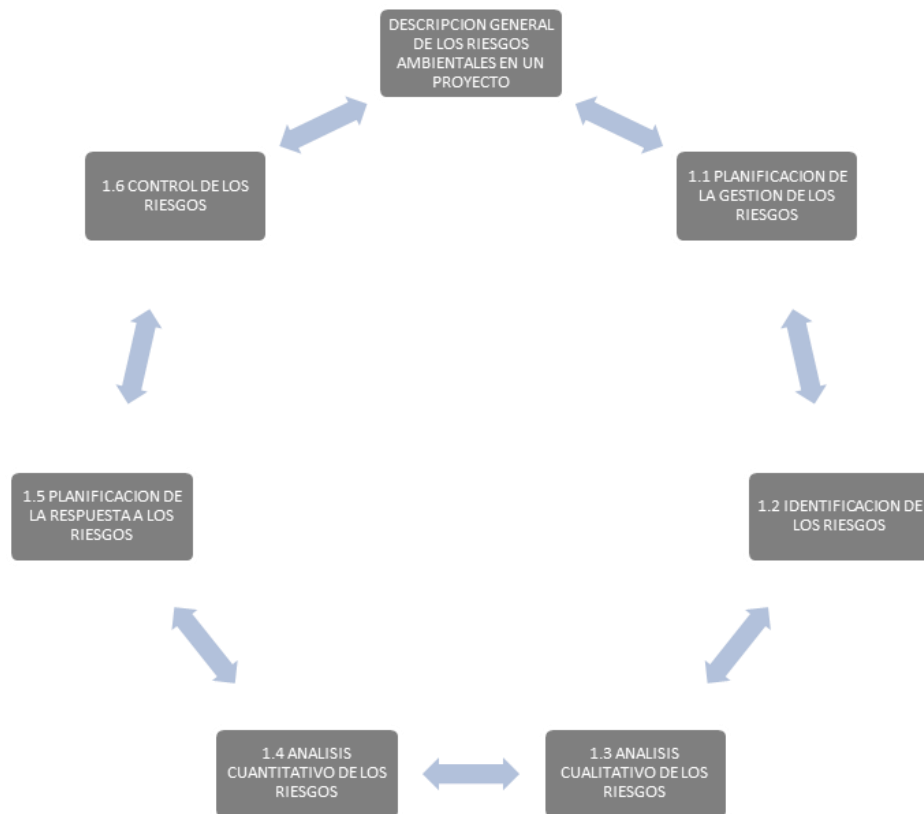 DESCRIPCION GENERAL
DE LOS RIESGOS
AMBIENTALES EN UN
PROYECTO
1.1 PLANIFICACION DE
LA GESTION DE LOS
RIESGOS
1.2 IDENTIFICACION DE
LOS RIESGOS
1.3 ANALISIS
CUALITATIVO DE LOS
RIESGOS
1.4 ANALISIS
CUANTITATIVO DE LOS
RIESGOS
1.5 PLANIFICACION DE
LA RESPUESTA A LOS
RIESGOS
1.6 CONTROL DE LOS
RIESGOS